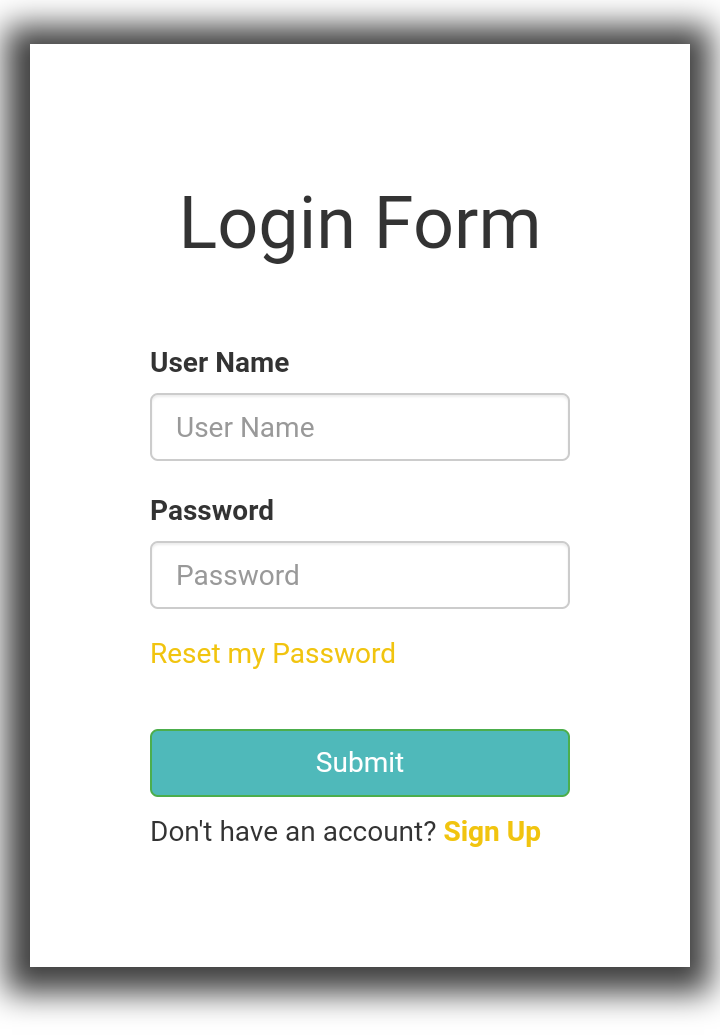 Login Form
User Name
User Name
Password
Password
Reset my Password
Submit
Don't have an account? Sign Up